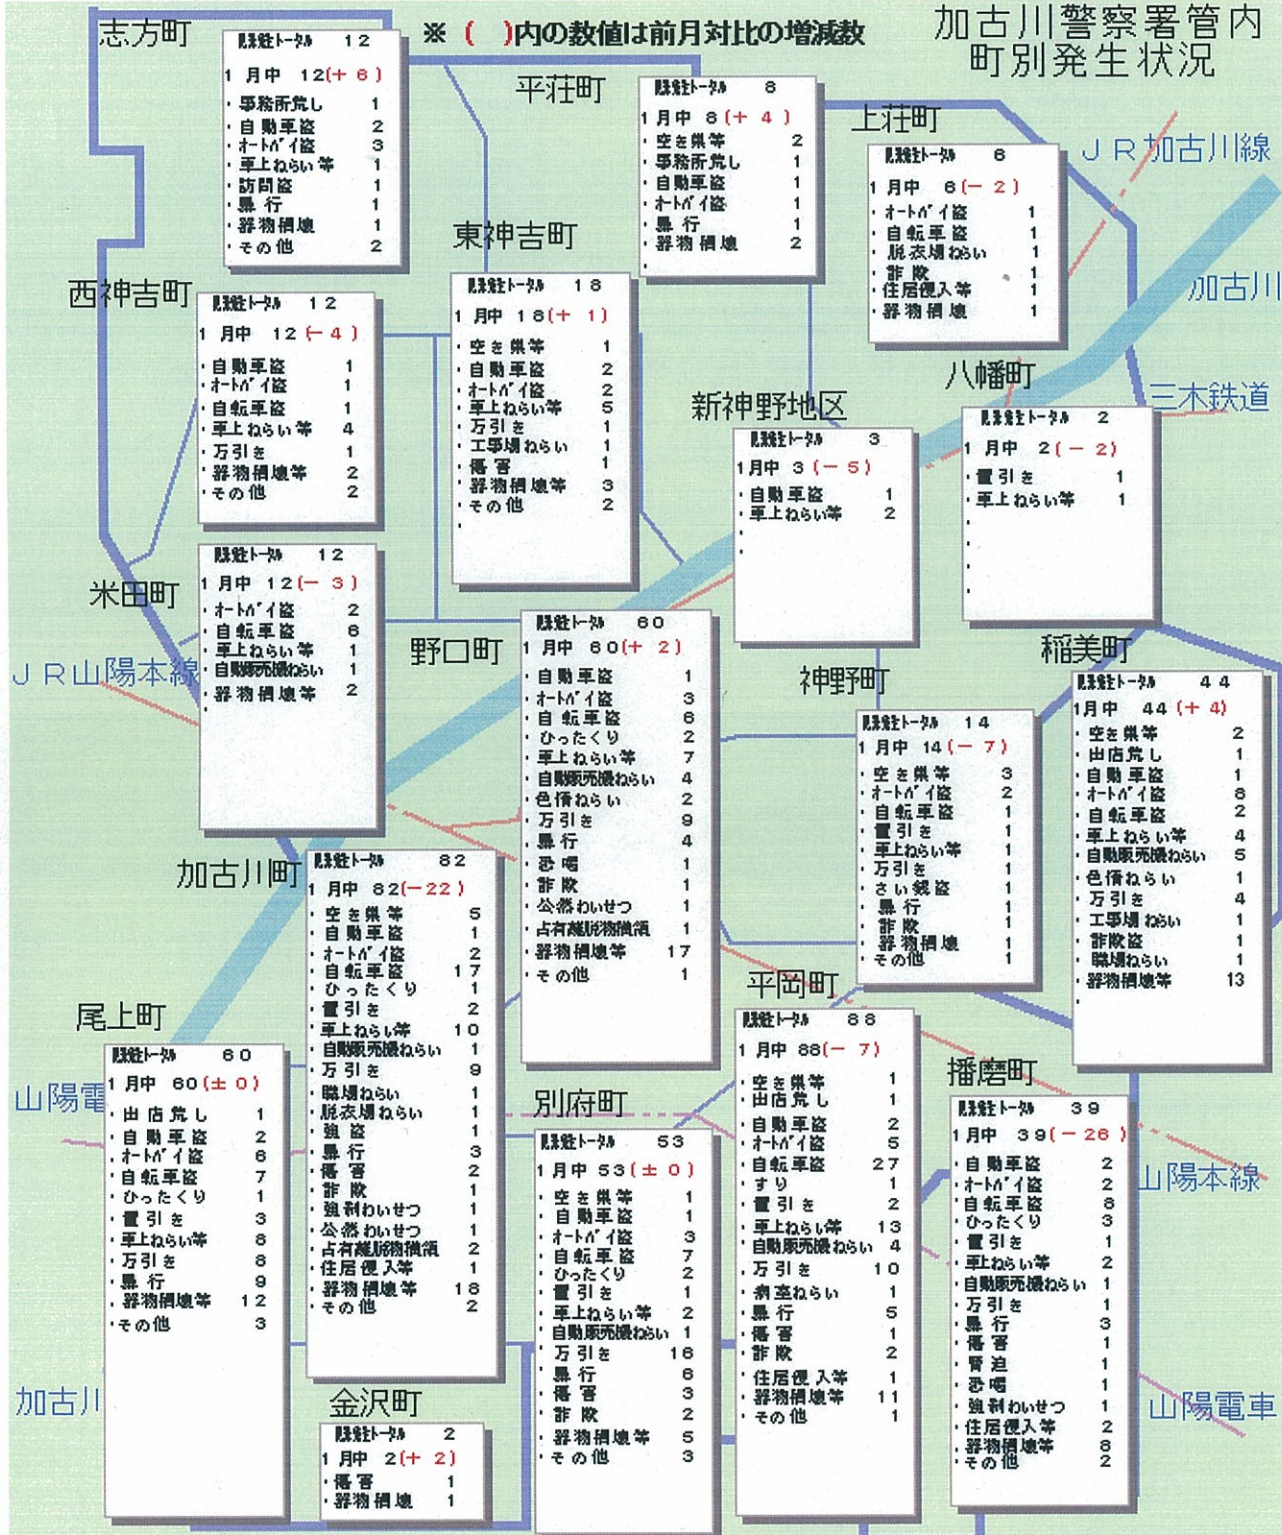 加古川警察署管内
町別発生状況
※ ( )内の数値は前月対比の増減数
志方町
見発生トータル 12
1月中 12(+6)
・事務所荒し 1
・自動車盗 2
・オートバイ盗 3
・車上ねらい等 1
・訪問盗 1
・暴行 1
・器物損壊 1
・その他 2
平荘町
8
1月中 8(+4)
・空き巣等 2
・事務所荒し 1
・自動車盗 1
・オートバイ盗 1
・暴行 1
・器物損壊 2
上荘町
6
1月中 6(-2)
・オートバイ盗 1
・自転車盗 1
・脱衣場ねらい 1
・詐欺 1
・住居侵入等 1
・器物損壊 1
JR加古川線
加古川
東神吉町
18
1月中 18(+1)
・空き巣等 1
・自動車盗 2
・オートバイ盗 2
・車上ねらい等 5
・万引き 1
・工事場ねらい 1
・傷害 1
・器物損壊等 3
・その他 2
西神吉町
12
1月中 12(-4)
・自動車盗 1
・オートバイ盗 1
・自転車盗 1
・車上ねらい等 4
・万引き 1
・器物損壊等 2
・その他 2
新神野地区
3
1月中 3(-5)
・自動車盗 1
・車上ねらい等 2
八幡町
2
1月中 2(-2)
・置引き 1
・車上ねらい等 1
三木鉄道
米田町
12
1月中 12(-3)
・オートバイ盗 2
・自転車盗 6
・車上ねらい等 1
・自動販売機ねらい 1
・器物損壊等 2
JR山陽本線
野口町
60
1月中 60(+2)
・自動車盗 1
・オートバイ盗 3
・自転車盗 6
・ひったくり 2
・車上ねらい等 7
・自動販売機ねらい 4
・色情ねらい 2
・万引き 9
・暴行 4
・恐喝 1
・詐欺 1
・公然わいせつ 1
・占有離脱物横領 1
・器物損壊等 17
・その他 1
神野町
14
1月中 14(-7)
・空き巣等 3
・オートバイ盗 2
・自転車盗 1
・置引き 1
・車上ねらい等 1
・万引き 1
・さい銭盗 1
・暴行 1
・詐欺 1
・器物損壊 1
・その他 1
稲美町
44
1月中 44(+4)
・空き巣等 2
・出店荒し 1
・自動車盗 1
・オートバイ盗 8
・自転車盗 2
・車上ねらい等 4
・自動販売機ねらい 5
・色情ねらい 1
・万引き 4
・工事場ねらい 1
・詐欺盗 1
・職場ねらい 1
・器物損壊等 13
加古川町
82
1月中 82(-22)
・空き巣等 5
・自動車盗 1
・オートバイ盗 2
・自転車盗 17
・ひったくり 1
・置引き 2
・車上ねらい等 10
・自動販売機ねらい 1
・万引き 9
・職場ねらい 1
・脱衣場ねらい 1
・強盗 1
・暴行 3
・傷害 2
・詐欺 1
・強制わいせつ 1
・公然わいせつ 1
・占有離脱物横領 2
・住居侵入等 1
・器物損壊等 18
・その他 2
尾上町
60
1月中 60(±0)
・出店荒し 1
・自動車盗 2
・オートバイ盗 6
・自転車盗 7
・ひったくり 1
・置引き 3
・車上ねらい等 8
・万引き 8
・暴行 9
・器物損壊等 12
・その他 3
山陽電
加古川
金沢町
2
1月中 2(+2)
・傷害 1
・器物損壊 1
別府町
53
1月中 53(±0)
・空き巣等 1
・自動車盗 1
・オートバイ盗 3
・自転車盗 7
・ひったくり 2
・置引き 1
・車上ねらい等 2
・自動販売機ねらい 1
・万引き 16
・暴行 6
・傷害 3
・詐欺 2
・器物損壊等 5
・その他 3
平岡町
88
1月中 88(-7)
・空き巣等 1
・出店荒し 1
・自動車盗 2
・オートバイ盗 5
・自転車盗 27
・すり 1
・置引き 2
・車上ねらい等 13
・自動販売機ねらい 4
・万引き 10
・病室ねらい 1
・暴行 5
・傷害 1
・詐欺 2
・住居侵入等 1
・器物損壊等 11
・その他 1
播磨町
39
1月中 39(-26)
・自動車盗 2
・オートバイ盗 2
・自転車盗 8
・ひったくり 3
・置引き 1
・車上ねらい等 2
・自動販売機ねらい 1
・万引き 1
・暴行 3
・傷害 1
・脅迫 1
・恐喝 1
・強制わいせつ 1
・住居侵入等 2
・器物損壊等 8
・その他 2
山陽本線
山陽電車